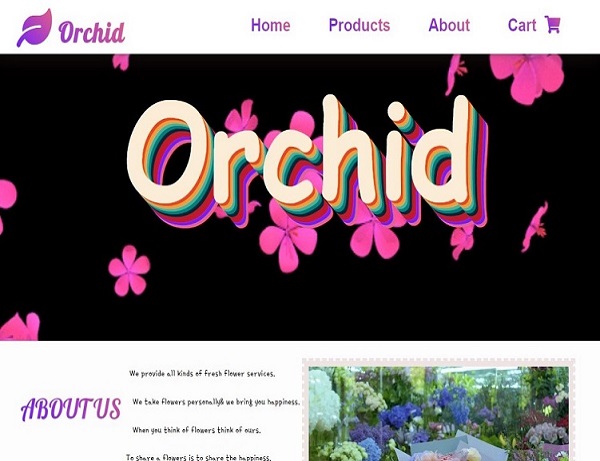 Orchid
Home Products About Cart
Orchid
We provide all kinds of fresh flower services.
ABOUT US
We take flowers personally& we bring you happiness.
When you think of flowers think of ours.
To share a flowers is to share the happiness.